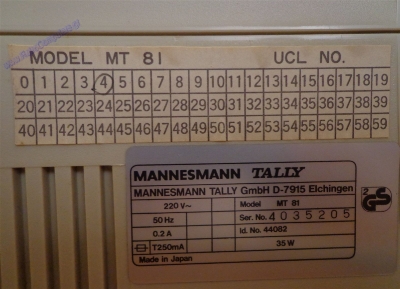 MODEL MT 81 UCL NO.
0 1 2 3 4 5 6 7 8 9 10 11 12 13 14 15 16 17 18 19
20 21 22 23 24 25 26 27 28 29 30 31 32 33 34 35 36 37 38 39
40 41 42 43 44 45 46 47 48 49 50 51 52 53 54 55 56 57 58 59
MANNESMANN TALLY
MANNESMANN TALLY GmbH D-7915 Elchingen
220 V~ Model MT 81
50 Hz Ser. No. 4035205
0.2 A Id. No. 44082
T250mA 35 W
Made in Japan
GS